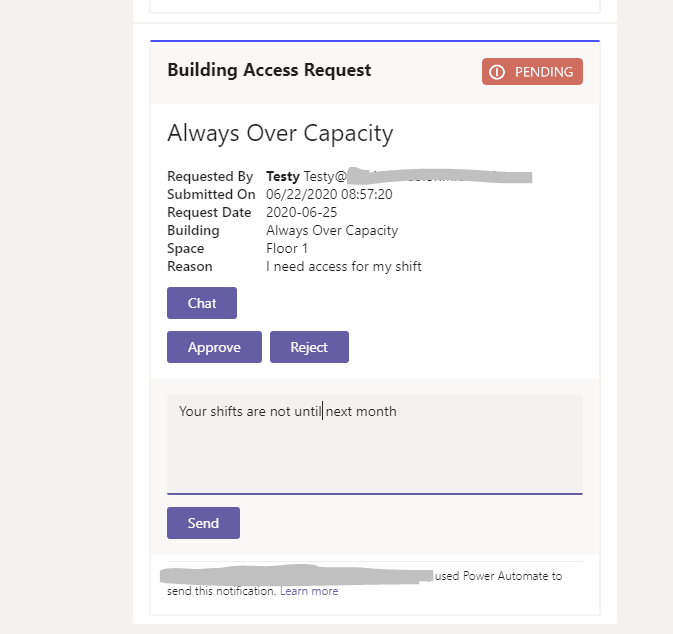 Building Access Request
PENDING
Always Over Capacity
Requested By Testy Testy@
Submitted On 06/22/2020 08:57:20
Request Date 2020-06-25
Building Always Over Capacity
Space Floor 1
Reason I need access for my shift
Chat
Approve Reject
Your shifts are not until next month
Send
used Power Automate to
send this notification. Learn more